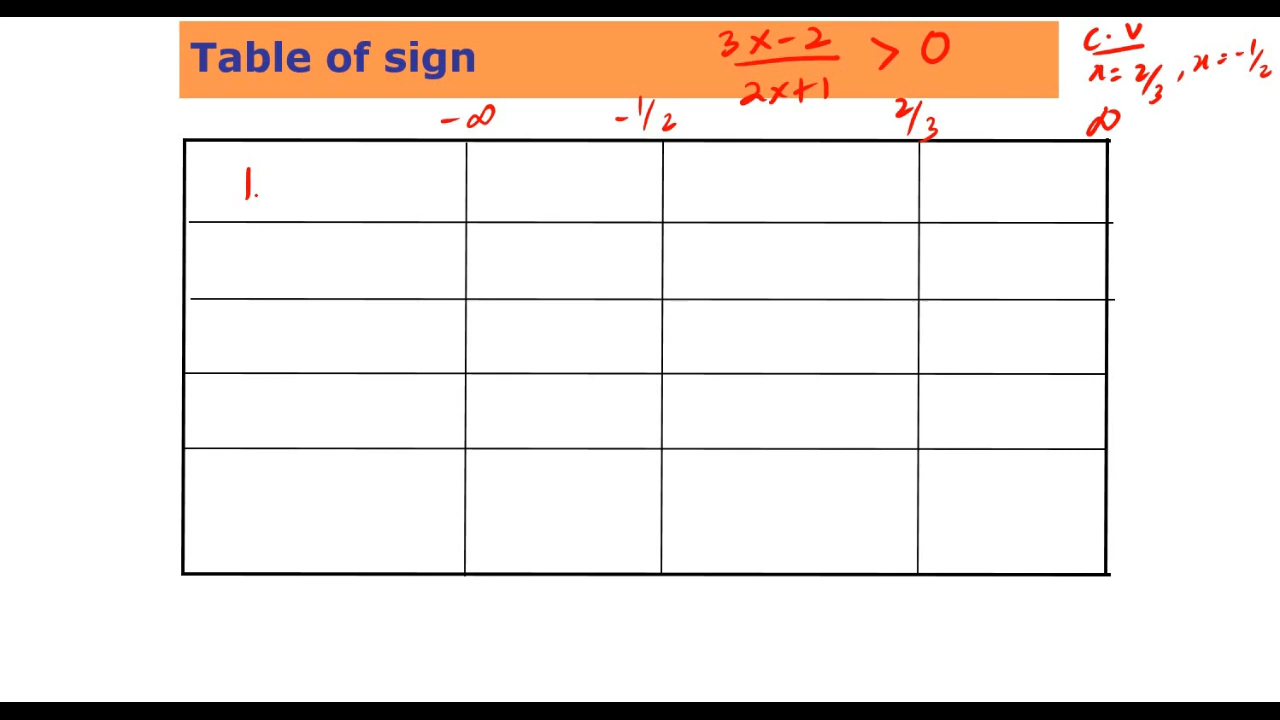 Table of sign
3x-2
2x+1
> 0
C.V
x = 2/3, x = -1/2
-∞ -1/2 2/3 ∞
1.